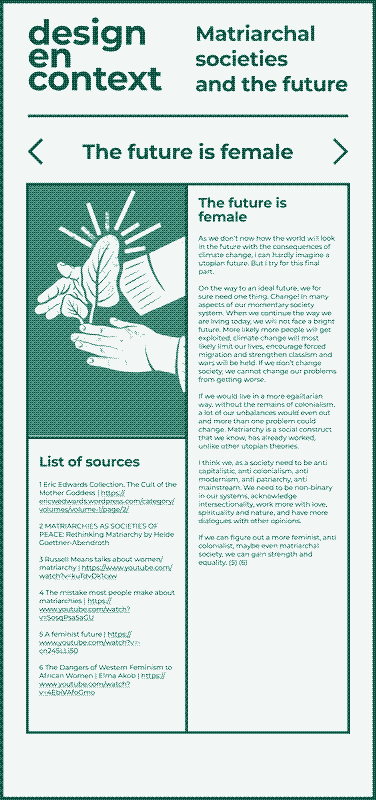 design
en
context
Matriarchal
societies
and the future
The future is female
The future is
female
As we don't now how the world will look
in the future with the consequences of
climate change, i can hardly imagine a
utopian future. But I try for this final
part.
On the way to an ideal future, we for
sure need one thing. Change! In many
aspects of our momentary society
system. When we continue the way we
are living today, we will not face a bright
future. More likely more people will get
exploited, climate change will most
likely limit our lives, encourage forced
migration and strengthen classism and
wars will be held. If we don't change
society, we cannot change our problems
from getting worse.
If we would live in a more egalitarian
way, without the remains of colonialism,
a lot of our unbalances would even out
and more than one problem could
change. Matriarchy is a social construct
that we know, has already worked,
unlike other utopian futures.
I think we, as a society need to be anti
capitalistic, anti colonialism, anti
modernism, anti patriarchy, anti
mainstream. We need to be non-binary
in our systems, acknowledge
intersectionality, work more with love,
spirituality and nature, and have more
dialogues with other opinions.
If we can figure out a more feminist, anti
colonialist, maybe even matriarchal
society, we can gain strength and
equality. (5) (6)
List of sources
1 Eric Edwards Collection, The Cult of the
Mother Goddess | https://
ericwedwards.wordpress.com/category/
volumes/volume-1/page/2/
2 MATRIARCHIES AS SOCIETIES OF
PEACE: Rethinking Matriarchy by Heide
Goettner-Abendroth
3 Russell Means talks about women/
matriarchy | https://www.youtube.com/
watch?v=kuTdvDk1cxw
4 The mistake most people make about
matriarchies | https://
www.youtube.com/watch?
v=SosqPsaSaGU
5 A feminist future | https://
www.youtube.com/watch?v=-
cn245LLi50
6 The Dangers of Western Feminism to
African Women | Elma Akob | https://
www.youtube.com/watch?
v=4EbiVAfoGmo